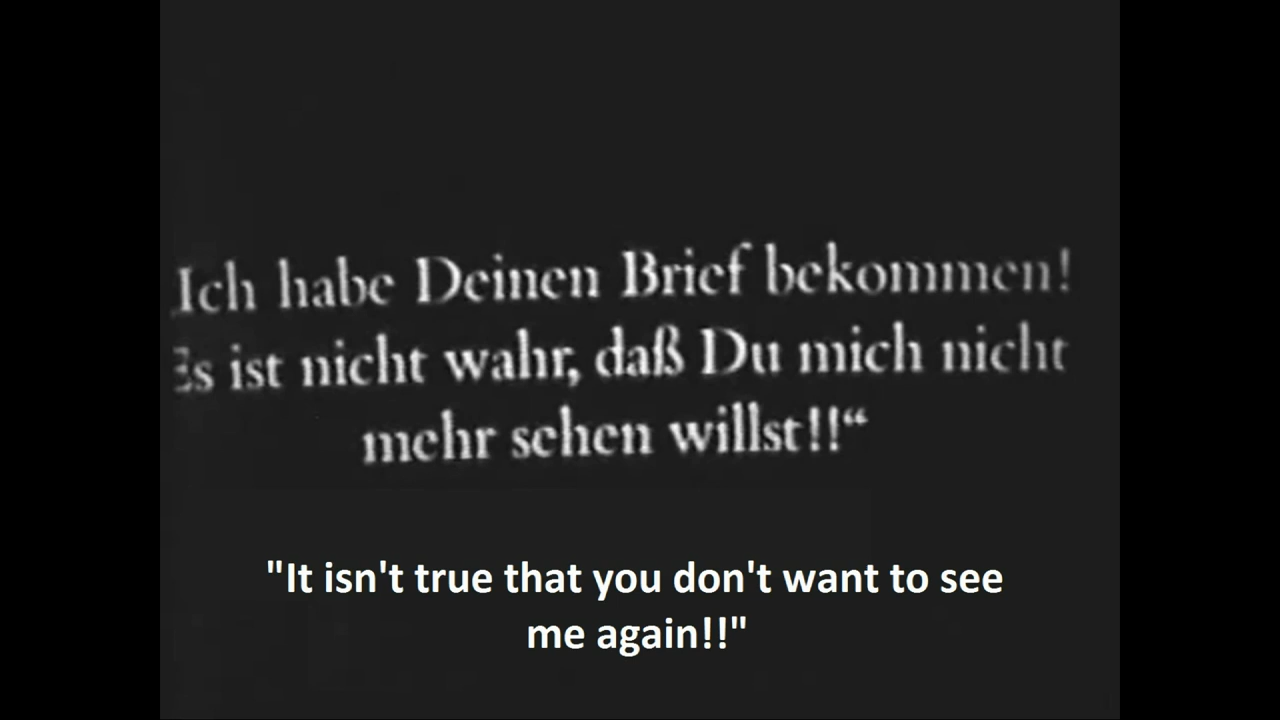 Ich habe Deinen Brief bekommen!
Es ist nicht wahr, daß Du mich nicht
mehr sehen willst!!“
"It isn't true that you don't want to see
me again!!"